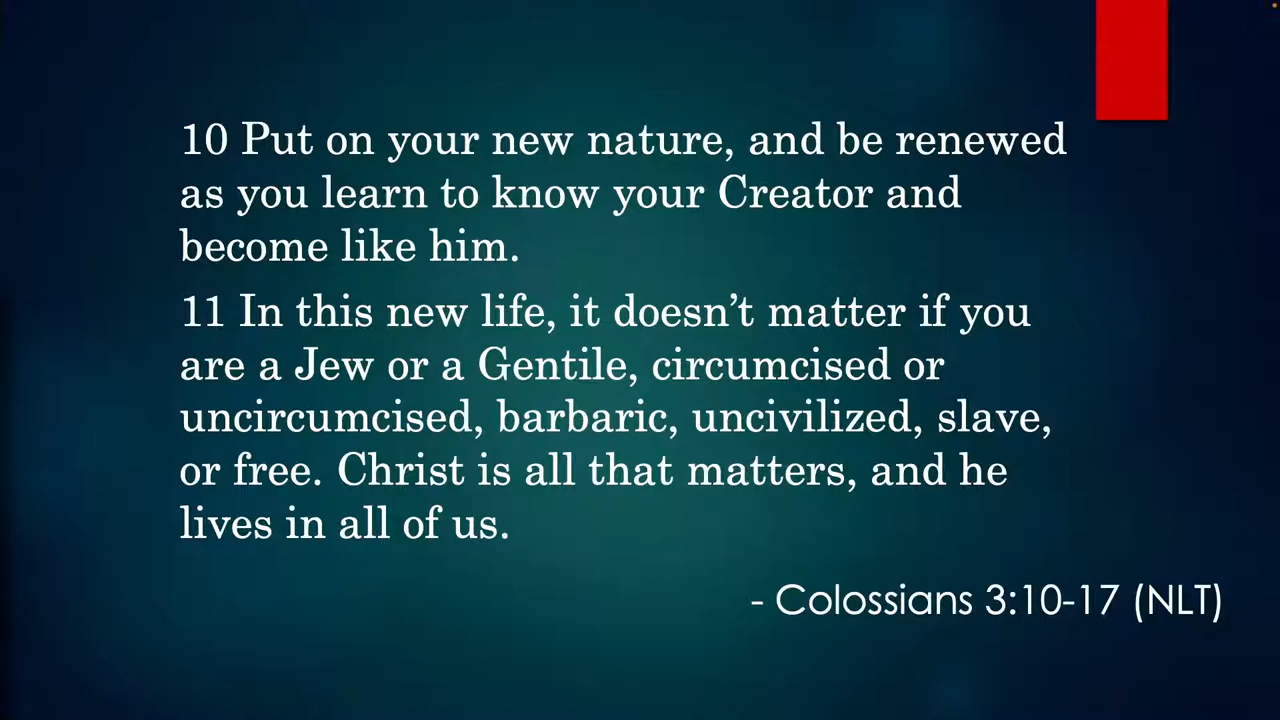 10 Put on your new nature, and be renewed
as you learn to know your Creator and
become like him.
11 In this new life, it doesn’t matter if you
are a Jew or a Gentile, circumcised or
uncircumcised, barbaric, uncivilized, slave,
or free. Christ is all that matters, and he
lives in all of us.
- Colossians 3:10-17 (NLT)